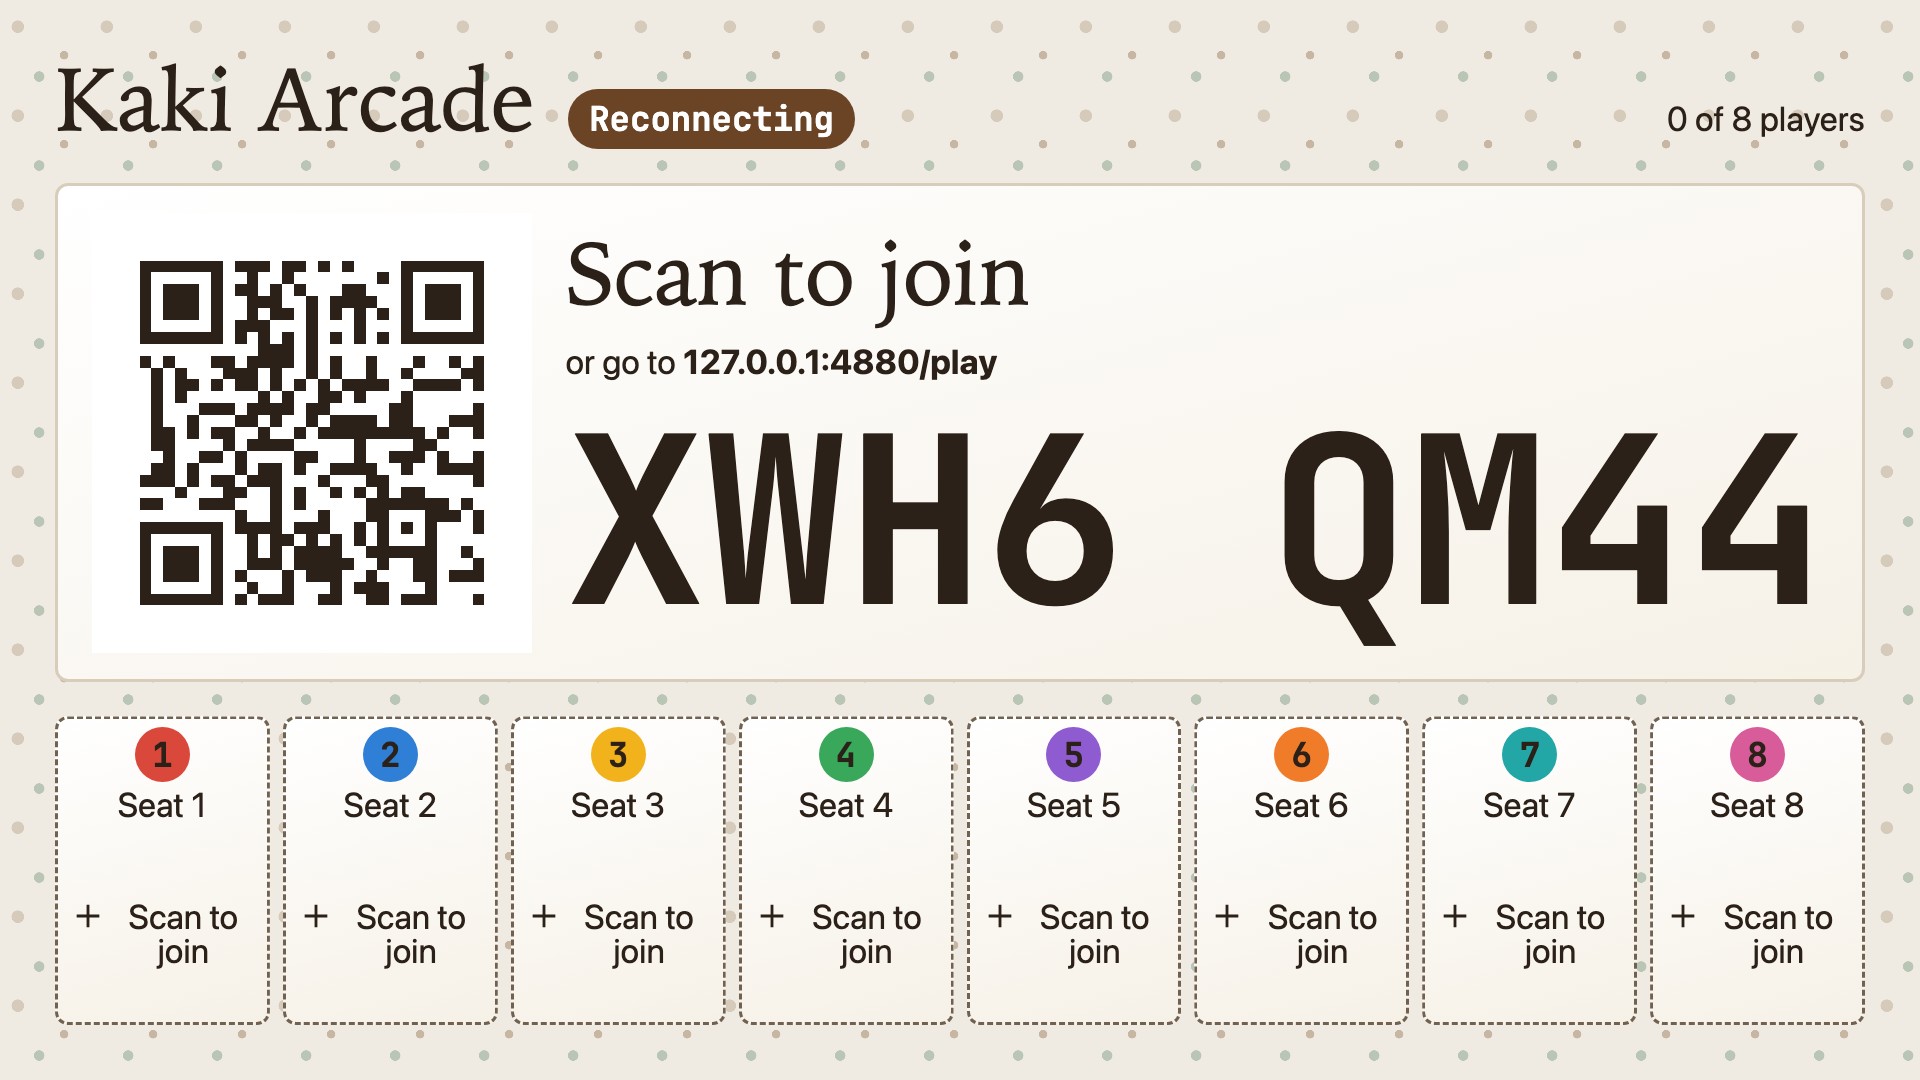 Kaki Arcade
Reconnecting
0 of 8 players
Scan to join
or go to 127.0.0.1:4880/play
XWH6 QM44
1
Seat 1
+ Scan to
join
2
Seat 2
+ Scan to
join
3
Seat 3
+ Scan to
join
4
Seat 4
+ Scan to
join
5
Seat 5
+ Scan to
join
6
Seat 6
+ Scan to
join
7
Seat 7
+ Scan to
join
8
Seat 8
+ Scan to
join